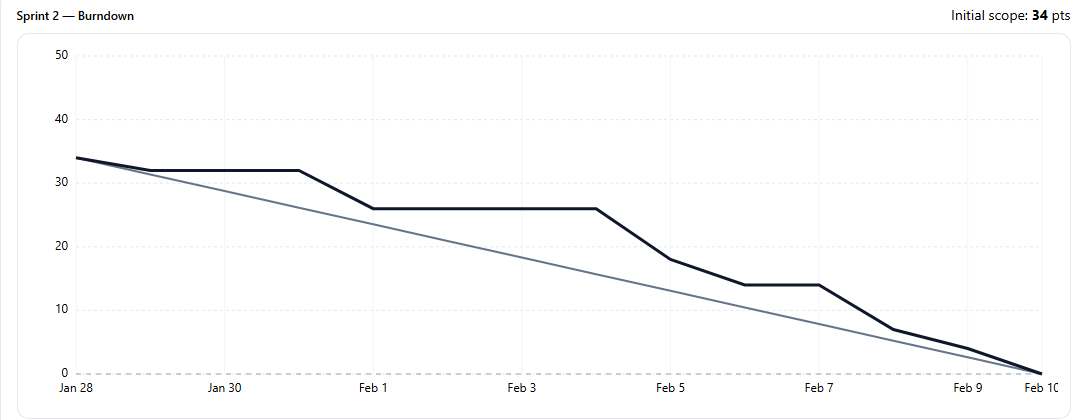 Sprint 2 — Burndown
Initial scope: 34 pts
50
40
30
20
10
0
Jan 28 Jan 30 Feb 1 Feb 3 Feb 5 Feb 7 Feb 9 Feb 10